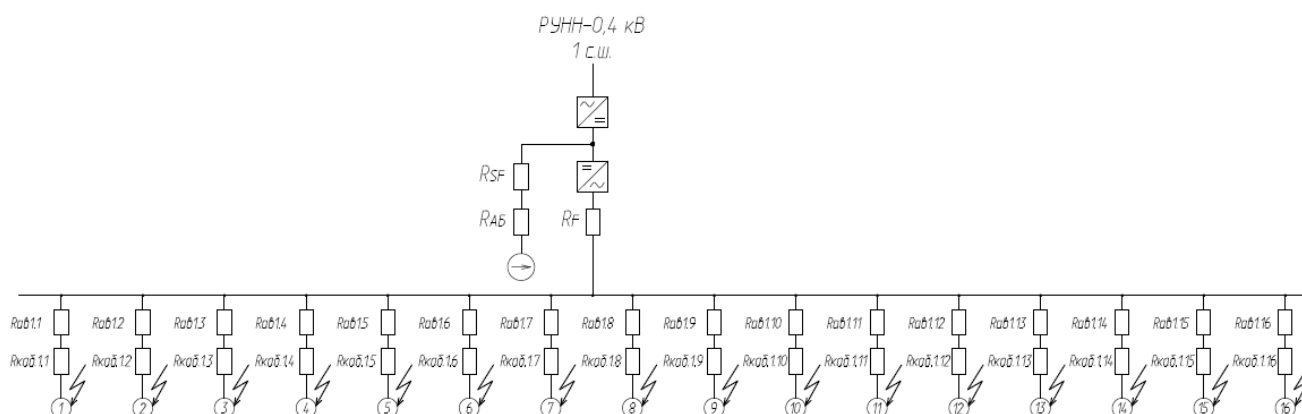 РУНН-0,4 кВ
1 с.ш.
RSF
RАБ
RF
Rав1.1
Rав1.2
Rав1.3
Rав1.4
Rав1.5
Rав1.6
Rав1.7
Rав1.8
Rав1.9
Rав1.10
Rав1.11
Rав1.12
Rав1.13
Rав1.14
Rав1.15
Rав1.16
Rкаб.1.1
Rкаб.1.2
Rкаб.1.3
Rкаб.1.4
Rкаб.1.5
Rкаб.1.6
Rкаб.1.7
Rкаб.1.8
Rкаб.1.9
Rкаб.1.10
Rкаб.1.11
Rкаб.1.12
Rкаб.1.13
Rкаб.1.14
Rкаб.1.15
Rкаб.1.16
1
2
3
4
5
6
7
8
9
10
11
12
13
14
15
16